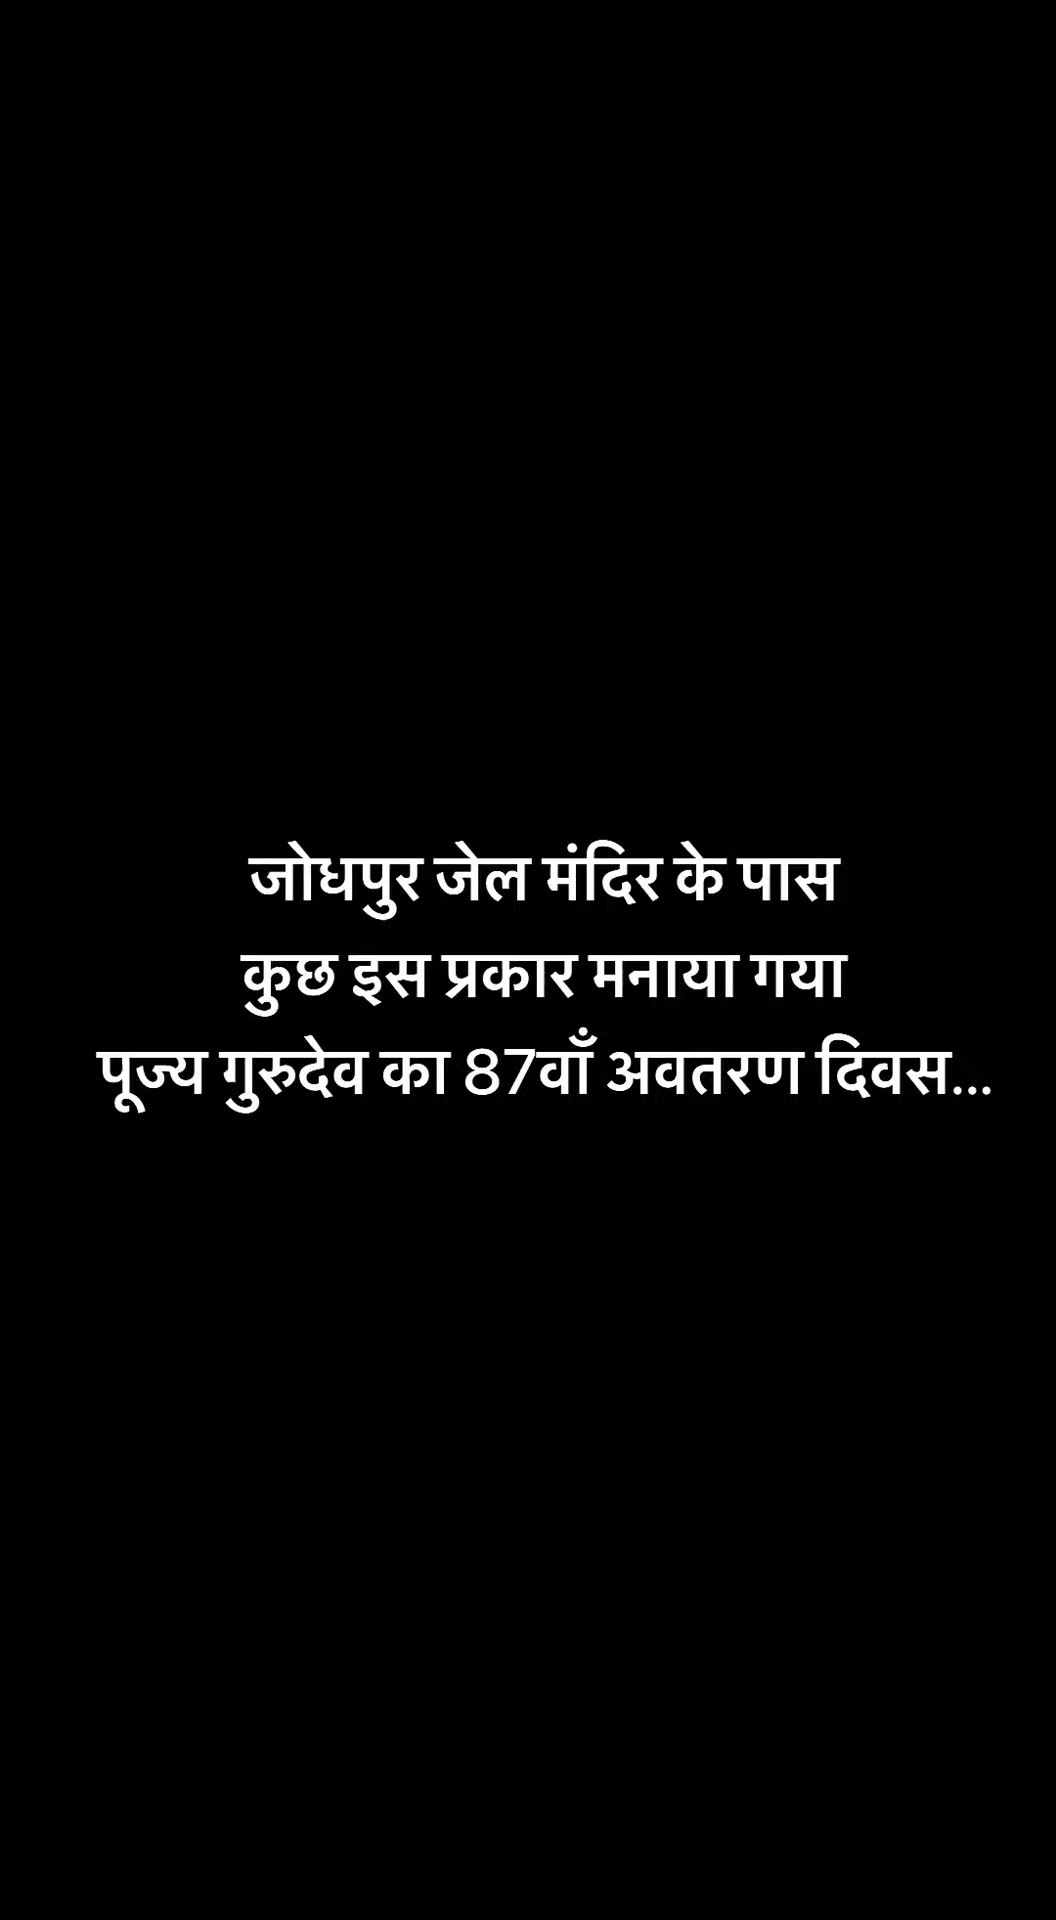 जोधपुर जेल मंदिर के पास
कुछ इस प्रकार मनाया गया
पूज्य गुरुदेव का 87वाँ अवतरण दिवस...